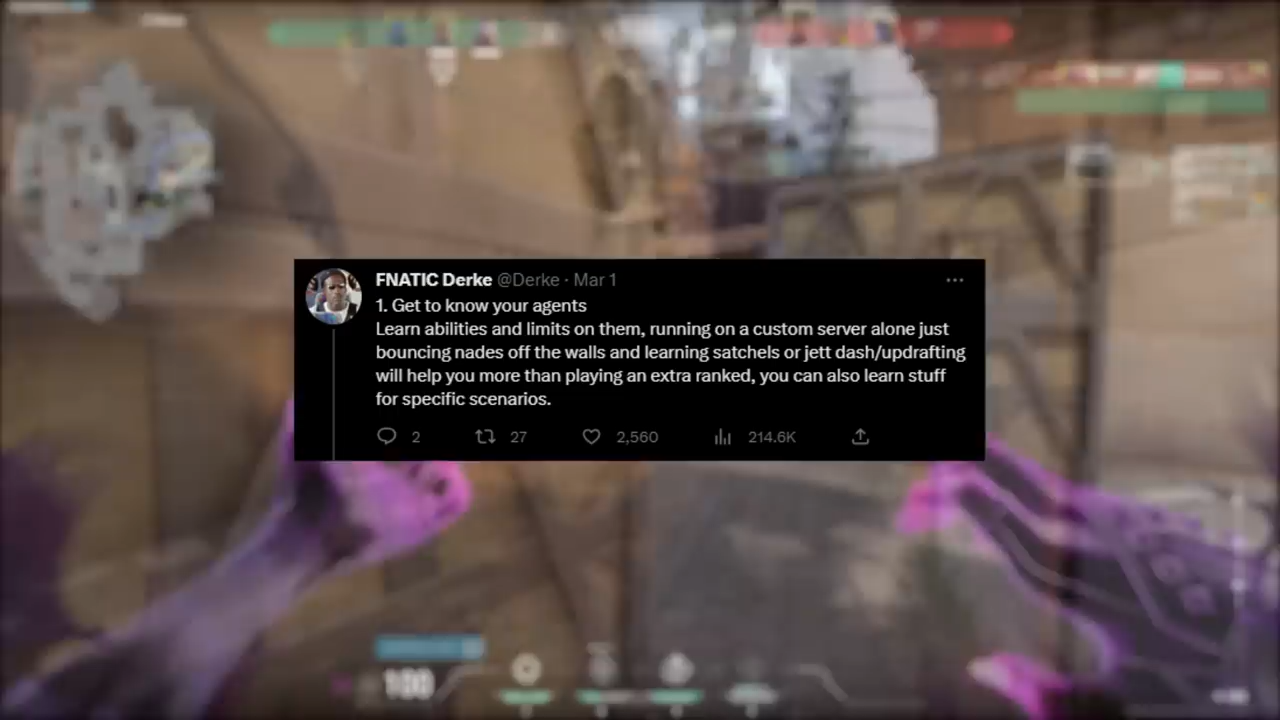 FNATIC Derke @Derke · Mar 1
1. Get to know your agents
Learn abilities and limits on them, running on a custom server alone just
bouncing nades off the walls and learning satchels or jett dash/updrafting
will help you more than playing an extra ranked, you can also learn stuff
for specific scenarios.
2 27 2,560 214.6K
100